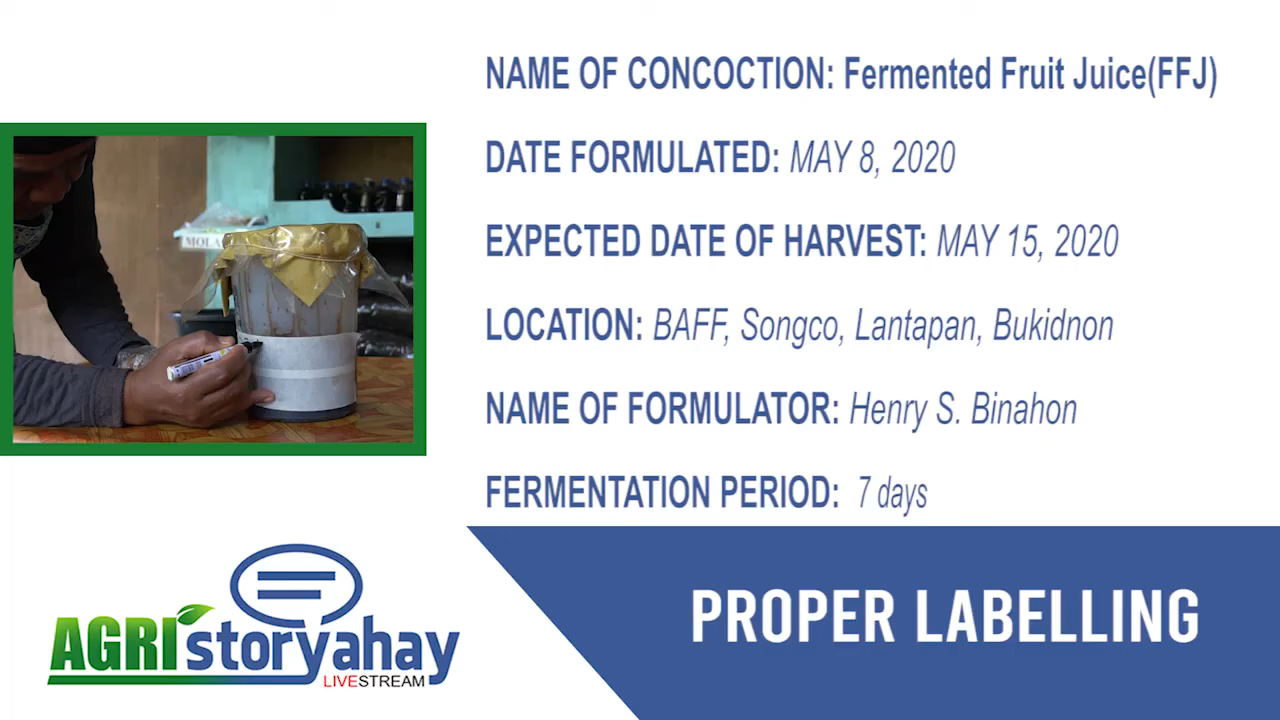 NAME OF CONCOCTION: Fermented Fruit Juice(FFJ)
DATE FORMULATED: MAY 8, 2020
EXPECTED DATE OF HARVEST: MAY 15, 2020
LOCATION: BAFF, Songco, Lantapan, Bukidnon
NAME OF FORMULATOR: Henry S. Binahon
FERMENTATION PERIOD: 7 days
MOLA
PROPER LABELLING
AGRIstoryahay
LIVESTREAM